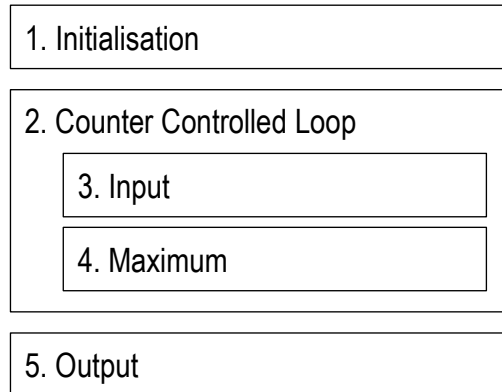 1. Initialisation
2. Counter Controlled Loop
3. Input
4. Maximum
5. Output